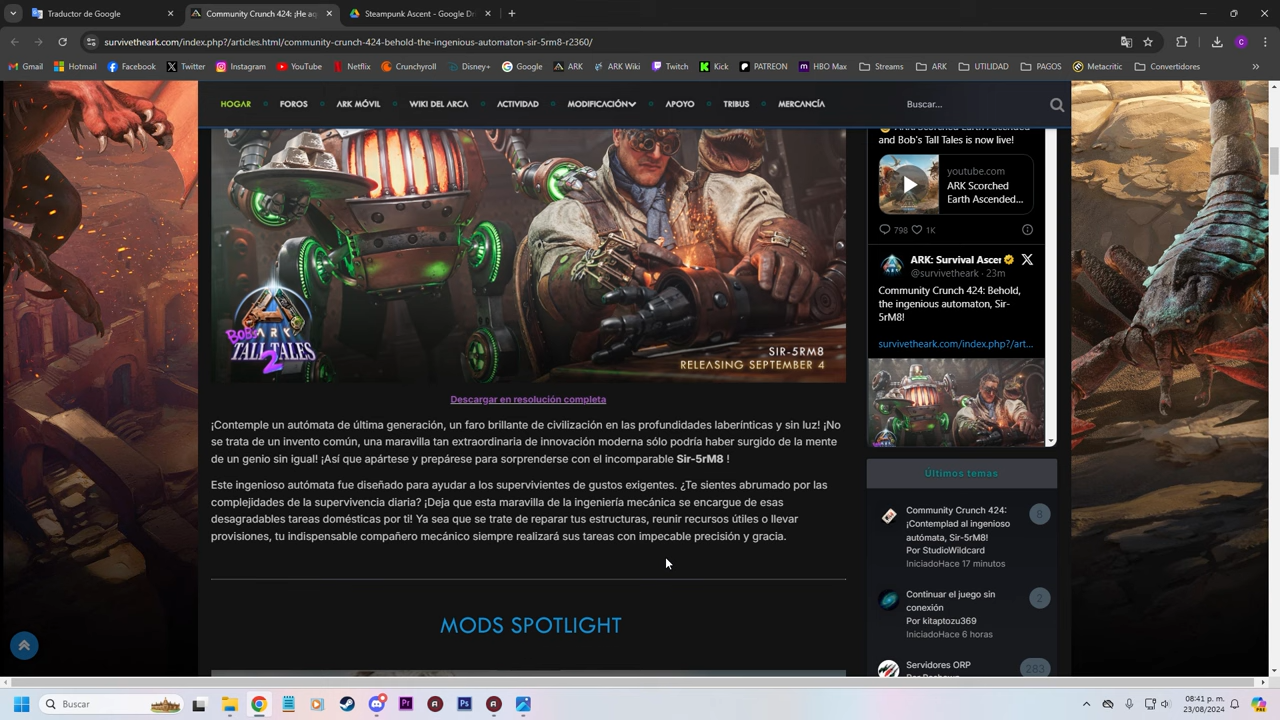 Traductor de Google
Community Crunch 424: ¡He aq
Steampunk Ascent - Google Dr
survivetheark.com/index.php?/articles.html/community-crunch-424-behold-the-ingenious-automaton-sir-5rm8-r2360/
Gmail
Hotmail
Facebook
Twitter
Instagram
YouTube
Netflix
Crunchyroll
Disney+
Google
ARK
ARK Wiki
Twitch
Kick
PATREON
HBO Max
Streams
ARK
UTILIDAD
PAGOS
Metacritic
Convertidores
HOGAR
FOROS
ARK MÓVIL
WIKI DEL ARCA
ACTIVIDAD
MODIFICACIÓN
APOYO
TRIBUS
MERCANCÍA
Buscar...
BOB'S
ARK
TALL TALES
2
SIR-5RM8
RELEASING SEPTEMBER 4
Descargar en resolución completa
¡Contemple un autómata de última generación, un faro brillante de civilización en las profundidades laberínticas y sin luz! ¡No
se trata de un invento común, una maravilla tan extraordinaria de innovación moderna sólo podría haber surgido de la mente
de un genio sin igual! ¡Así que apártese y prepárese para sorprenderse con el incomparable Sir-5rM8 !
Este ingenioso autómata fue diseñado para ayudar a los supervivientes de gustos exigentes. ¿Te sientes abrumado por las
complejidades de la supervivencia diaria? ¡Deja que esta maravilla de la ingeniería mecánica se encargue de esas
desagradables tareas domésticas por ti! Ya sea que se trate de reparar tus estructuras, reunir recursos útiles o llevar
provisiones, tu indispensable compañero mecánico siempre realizará sus tareas con impecable precisión y gracia.
MODS SPOTLIGHT
ARK Scorched Earth Ascended
and Bob's Tall Tales is now live!
youtube.com
ARK Scorched
Earth Ascended...
798
1K
ARK: Survival Ascer
@survivetheark · 23m
Community Crunch 424: Behold,
the ingenious automaton, Sir-
5rM8!
survivetheark.com/index.php?/art...
Últimos temas
Community Crunch 424:
¡Contemplad al ingenioso
autómata, Sir-5rM8!
Por StudioWildcard
IniciadoHace 17 minutos
8
Continuar el juego sin
conexión
Por kitaptozu369
IniciadoHace 6 horas
2
Servidores ORP
283
Buscar
08:41 p. m.
23/08/2024